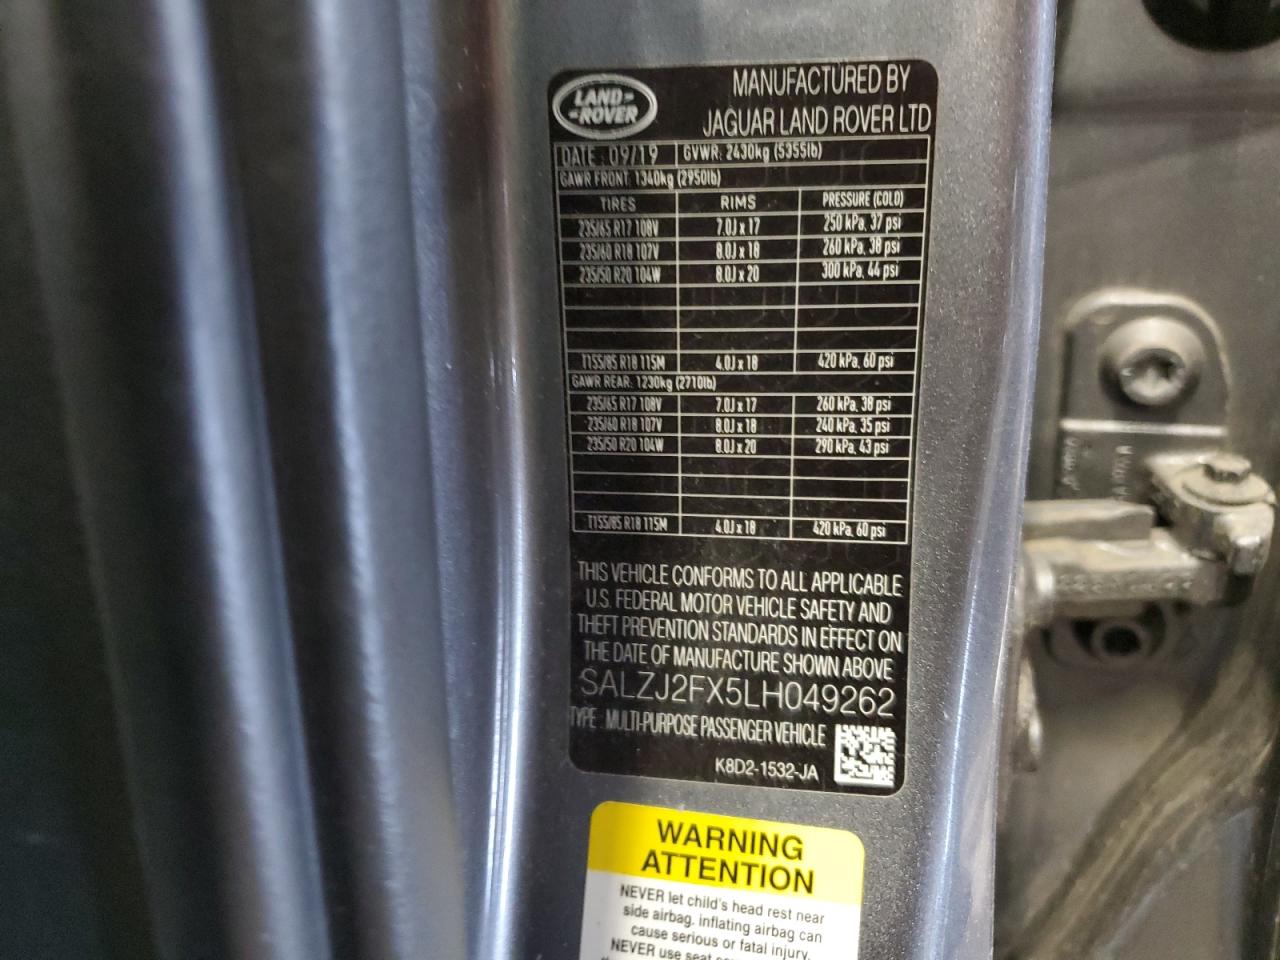 LAND-
-ROVER
MANUFACTURED BY
JAGUAR LAND ROVER LTD
DATE : 09/19 GVWR: 2430kg (5355lb)
GAWR FRONT: 1340kg (2950lb)
TIRES RIMS PRESSURE (COLD)
235/65 R17 108V 7.0J x 17 250 kPa, 37 psi
235/60 R18 107V 8.0J x 18 260 kPa, 38 psi
235/50 R20 104W 8.0J x 20 300 kPa, 44 psi
T155/85 R18 115M 4.0J x 18 420 kPa, 60 psi
GAWR REAR: 1230kg (2710lb)
235/65 R17 108V 7.0J x 17 260 kPa, 38 psi
235/60 R18 107V 8.0J x 18 240 kPa, 35 psi
235/50 R20 104W 8.0J x 20 290 kPa, 43 psi
T155/85 R18 115M 4.0J x 18 420 kPa, 60 psi
THIS VEHICLE CONFORMS TO ALL APPLICABLE
U.S. FEDERAL MOTOR VEHICLE SAFETY AND
THEFT PREVENTION STANDARDS IN EFFECT ON
THE DATE OF MANUFACTURE SHOWN ABOVE
SALZJ2FX5LH049262
TYPE : MULTI-PURPOSE PASSENGER VEHICLE
K8D2-1532-JA
WARNING
ATTENTION
NEVER let child's head rest near
side airbag, inflating airbag can
cause serious or fatal injury.
NEVER use seat